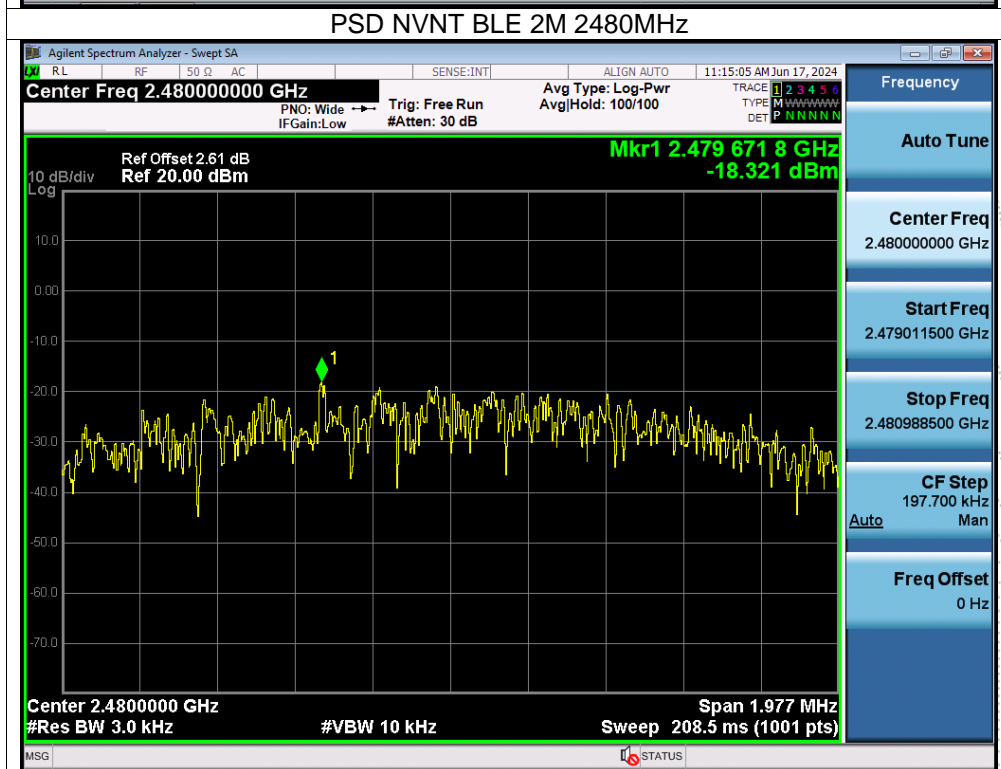 PSD NVNT BLE 2M 2480MHz
Agilent Spectrum Analyzer - Swept SA
LXI RL RF 50 Ω AC SENSE:INT ALIGN AUTO 11:15:05 AM Jun 17, 2024
Center Freq 2.480000000 GHz
PNO: Wide
IFGain:Low
Trig: Free Run
#Atten: 30 dB
Avg Type: Log-Pwr
Avg|Hold: 100/100
TRACE 1 2 3 4 5 6
TYPE M WWWWW
DET P N N N N N
Ref Offset 2.61 dB
Ref 20.00 dBm
10 dB/div
Log
Mkr1 2.479 671 8 GHz
-18.321 dBm
10.0
0.00
-10.0
-20.0
-30.0
-40.0
-50.0
-60.0
-70.0
1
Center 2.4800000 GHz
Span 1.977 MHz
#Res BW 3.0 kHz
#VBW 10 kHz
Sweep 208.5 ms (1001 pts)
MSG
STATUS
Frequency
Auto Tune
Center Freq
2.480000000 GHz
Start Freq
2.479011500 GHz
Stop Freq
2.480988500 GHz
CF Step
197.700 kHz
Auto Man
Freq Offset
0 Hz